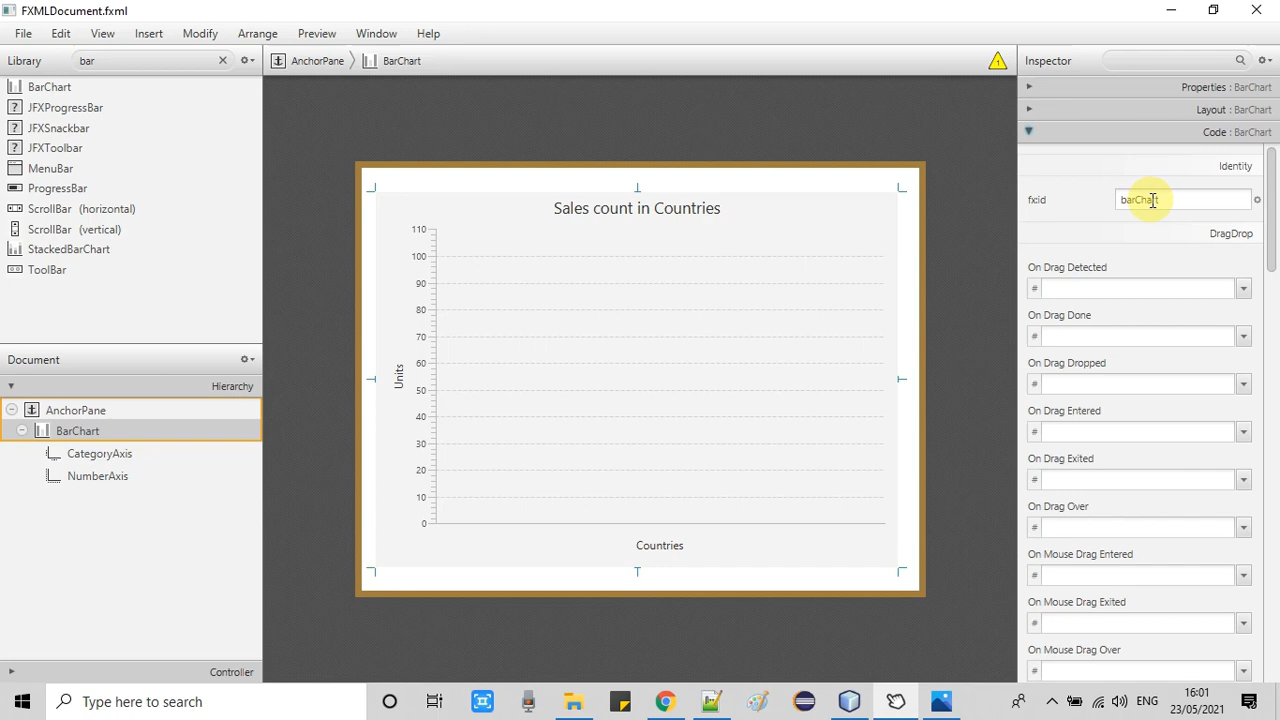 FXMLDocument.fxml
File Edit View Insert Modify Arrange Preview Window Help
Library bar
AnchorPane BarChart
1
Inspector
BarChart
JFXProgressBar
JFXSnackbar
JFXToolbar
MenuBar
ProgressBar
ScrollBar (horizontal)
ScrollBar (vertical)
StackedBarChart
ToolBar
Document
Hierarchy
AnchorPane
BarChart
CategoryAxis
NumberAxis
Controller
Sales count in Countries
110
100
90
80
70
60
50
40
30
20
10
0
Units
Countries
Properties : BarChart
Layout : BarChart
Code : BarChart
Identity
fx:id barChart
DragDrop
On Drag Detected
#
On Drag Done
#
On Drag Dropped
#
On Drag Entered
#
On Drag Exited
#
On Drag Over
#
On Mouse Drag Entered
#
On Mouse Drag Exited
#
On Mouse Drag Over
#
Type here to search
ENG
16:01
23/05/2021